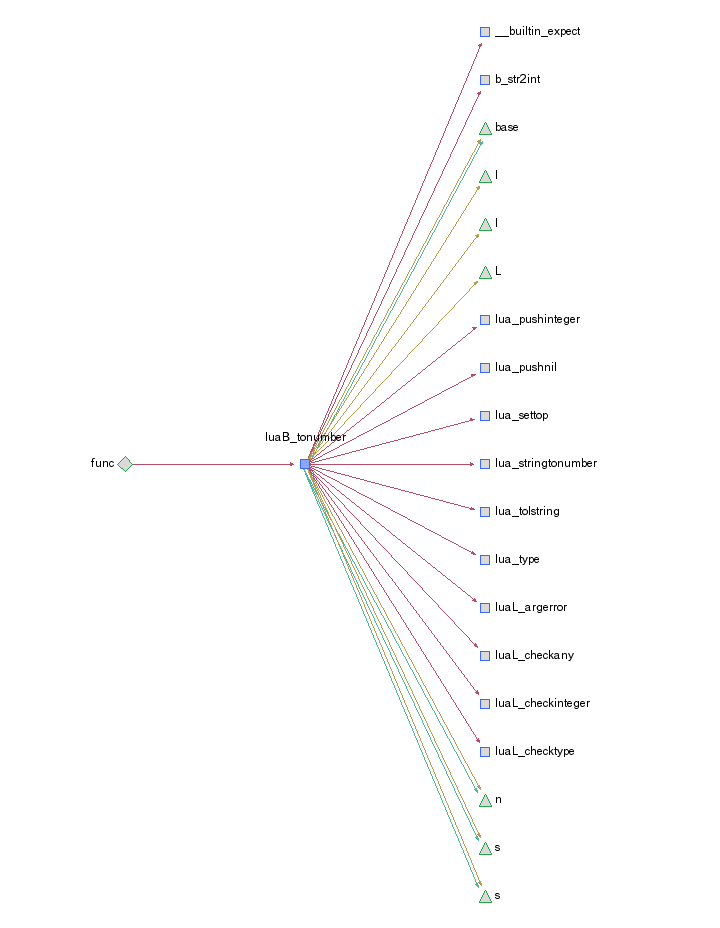 __builtin_expect
b_str2int
base
l
l
L
lua_pushinteger
lua_pushnil
lua_settop
luaB_tonumber
func
lua_stringtonumber
lua_tolstring
lua_type
luaL_argerror
luaL_checkany
luaL_checkinteger
luaL_checktype
n
s
s